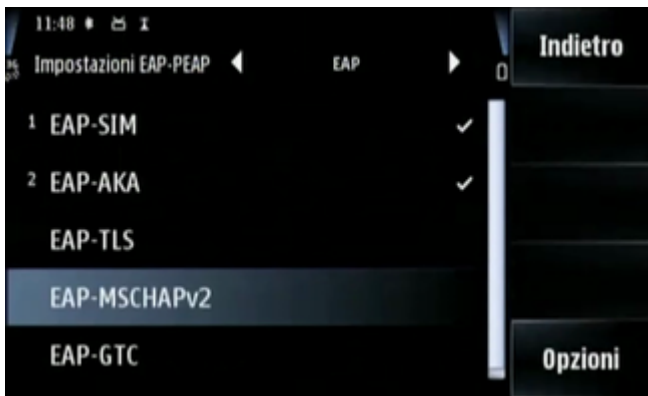 11:48
Indietro
Impostazioni EAP-PEAP
EAP
1 EAP-SIM
2 EAP-AKA
EAP-TLS
EAP-MSCHAPv2
EAP-GTC
Opzioni